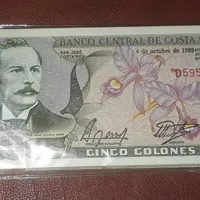 BANCO CENTRAL DE COSTA
SAN JOSÉ,
COSTA RICA
4 de octubre de 1989
D595
CINCO COLONES